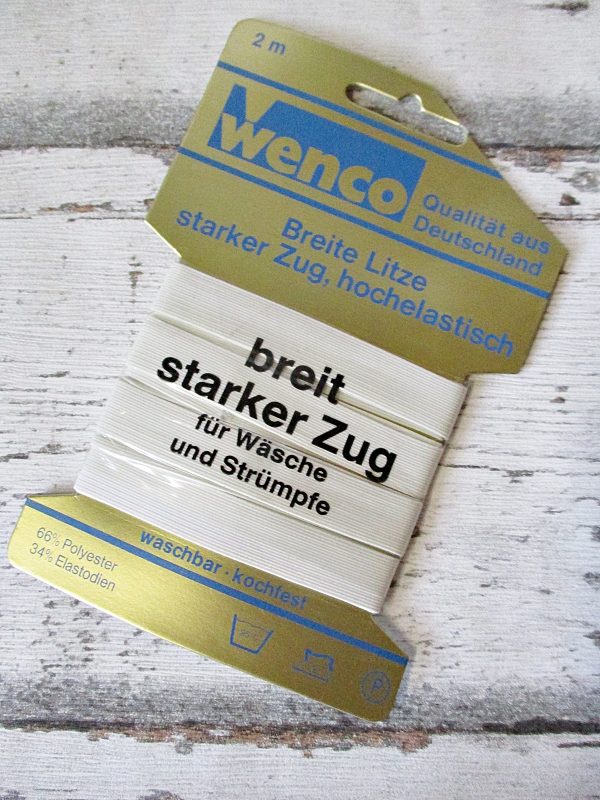 2 m
Wenco
Qualität aus
Deutschland
Breite Litze
starker Zug, hochelastisch
breit
starker Zug
für Wäsche
und Strümpfe
waschbar · kochfest
66% Polyester
34% Elastodien
95°C
P